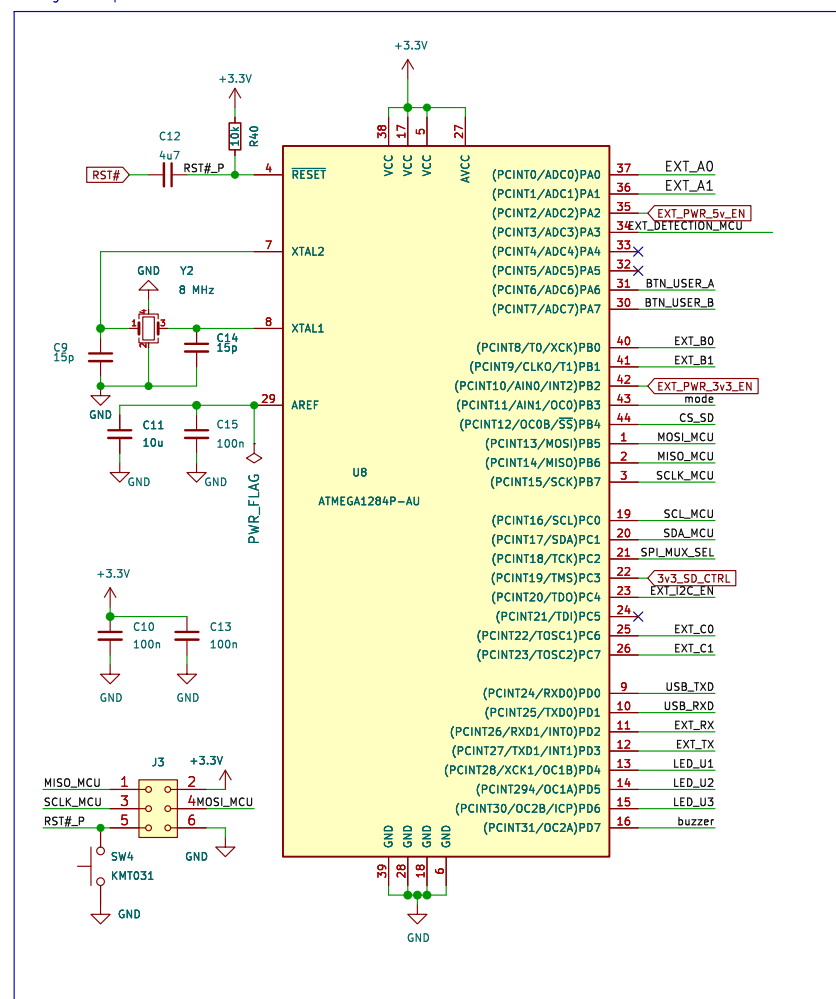 +3.3V
+3.3V
10k
R40
C12
4u7
RST#
RST#_P
4
RESET
7
XTAL2
GND
Y2
8 MHz
1
2
3
4
8
XTAL1
C9
15p
C14
15p
GND
29
AREF
C11
10u
C15
100n
GND
GND
PWR_FLAG
38
17
5
27
VCC
VCC
VCC
AVCC
U8
ATMEGA1284P-AU
(PCINT0/ADC0)PA0 37 EXT_A0
(PCINT1/ADC1)PA1 36 EXT_A1
(PCINT2/ADC2)PA2 35 EXT_PWR_5v_EN
(PCINT3/ADC3)PA3 34 EXT_DETECTION_MCU
(PCINT4/ADC4)PA4 33
(PCINT5/ADC5)PA5 32
(PCINT6/ADC6)PA6 31 BTN_USER_A
(PCINT7/ADC7)PA7 30 BTN_USER_B
(PCINT8/T0/XCK)PB0 40 EXT_B0
(PCINT9/CLKO/T1)PB1 41 EXT_B1
(PCINT10/AIN0/INT2)PB2 42 EXT_PWR_3v3_EN
(PCINT11/AIN1/OC0)PB3 43 mode
(PCINT12/OC0B/SS)PB4 44 CS_SD
(PCINT13/MOSI)PB5 1 MOSI_MCU
(PCINT14/MISO)PB6 2 MISO_MCU
(PCINT15/SCK)PB7 3 SCLK_MCU
(PCINT16/SCL)PC0 19 SCL_MCU
(PCINT17/SDA)PC1 20 SDA_MCU
(PCINT18/TCK)PC2 21 SPI_MUX_SEL
(PCINT19/TMS)PC3 22 3v3_SD_CTRL
(PCINT20/TDO)PC4 23 EXT_I2C_EN
(PCINT21/TDI)PC5 24
(PCINT22/TOSC1)PC6 25 EXT_C0
(PCINT23/TOSC2)PC7 26 EXT_C1
(PCINT24/RXD0)PD0 9 USB_TXD
(PCINT25/TXD0)PD1 10 USB_RXD
(PCINT26/RXD1/INT0)PD2 11 EXT_RX
(PCINT27/TXD1/INT1)PD3 12 EXT_TX
(PCINT28/XCK1/OC1B)PD4 13 LED_U1
(PCINT294/OC1A)PD5 14 LED_U2
(PCINT30/OC2B/ICP)PD6 15 LED_U3
(PCINT31/OC2A)PD7 16 buzzer
GND
GND
GND
GND
39
28
18
6
GND
+3.3V
C10
100n
C13
100n
GND
GND
J3
+3.3V
MISO_MCU 1 2
SCLK_MCU 3 4 MOSI_MCU
RST#_P 5 6
GND
SW4
KMT031
GND